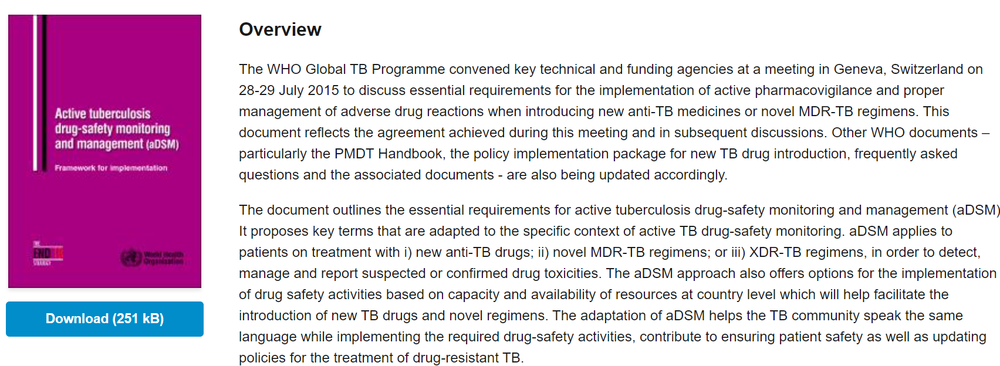 Active tuberculosis
drug-safety monitoring
and management (aDSM)
Framework for implementation
THE
END TB
STRATEGY
World Health
Organization
Download (251 kB)
Overview
The WHO Global TB Programme convened key technical and funding agencies at a meeting in Geneva, Switzerland on
28-29 July 2015 to discuss essential requirements for the implementation of active pharmacovigilance and proper
management of adverse drug reactions when introducing new anti-TB medicines or novel MDR-TB regimens. This
document reflects the agreement achieved during this meeting and in subsequent discussions. Other WHO documents –
particularly the PMDT Handbook, the policy implementation package for new TB drug introduction, frequently asked
questions and the associated documents - are also being updated accordingly.
The document outlines the essential requirements for active tuberculosis drug-safety monitoring and management (aDSM)
It proposes key terms that are adapted to the specific context of active TB drug-safety monitoring. aDSM applies to
patients on treatment with i) new anti-TB drugs; ii) novel MDR-TB regimens; or iii) XDR-TB regimens, in order to detect,
manage and report suspected or confirmed drug toxicities. The aDSM approach also offers options for the implementation
of drug safety activities based on capacity and availability of resources at country level which will help facilitate the
introduction of new TB drugs and novel regimens. The adaptation of aDSM helps the TB community speak the same
language while implementing the required drug-safety activities, contribute to ensuring patient safety as well as updating
policies for the treatment of drug-resistant TB.